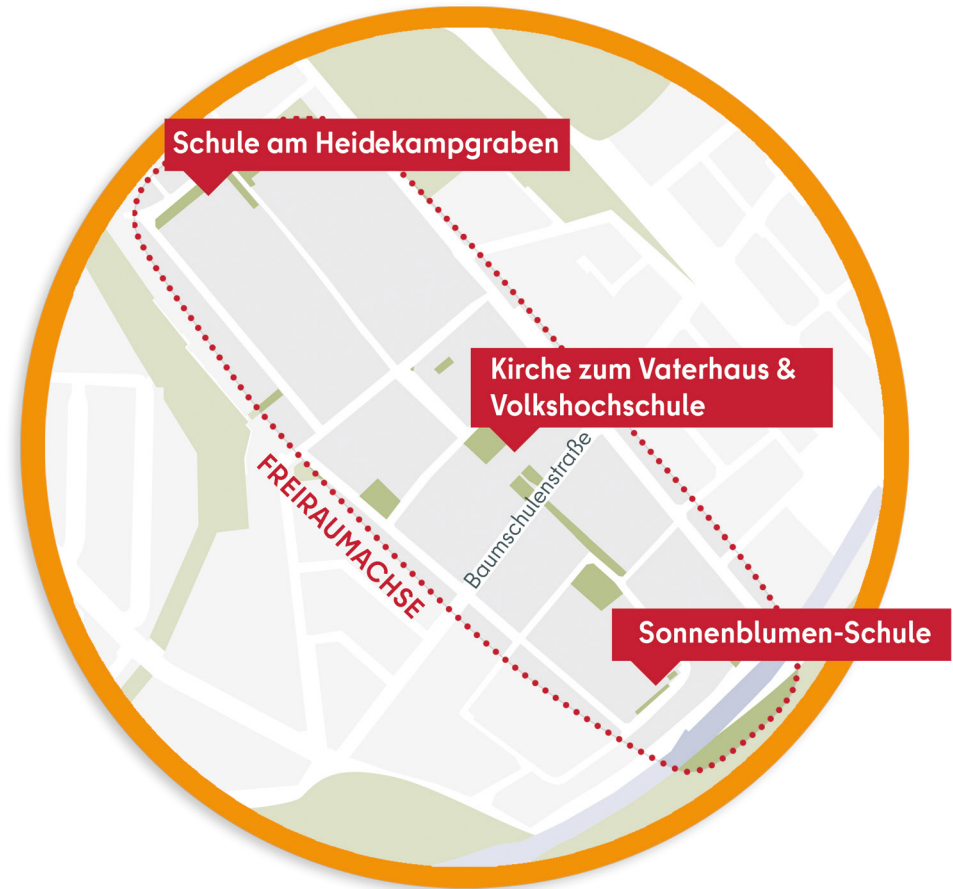 Schule am Heidekampgraben
Kirche zum Vaterhaus &
Volkshochschule
Baumschulenstraße
FREIRAUMACHSE
Sonnenblumen-Schule